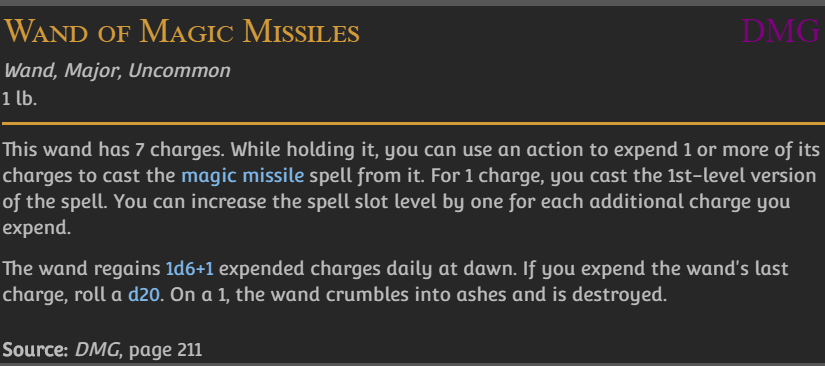 Wand of Magic Missiles DMG
Wand, Major, Uncommon
1 lb.
This wand has 7 charges. While holding it, you can use an action to expend 1 or more of its
charges to cast the magic missile spell from it. For 1 charge, you cast the 1st-level version
of the spell. You can increase the spell slot level by one for each additional charge you
expend.
The wand regains 1d6+1 expended charges daily at dawn. If you expend the wand's last
charge, roll a d20. On a 1, the wand crumbles into ashes and is destroyed.
Source: DMG, page 211